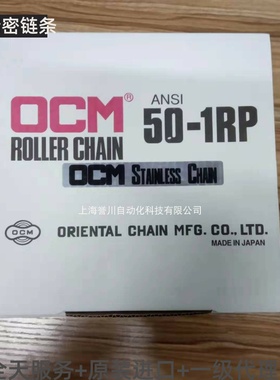 密链条
OCM® ANSI 50-1RP
ROLLER CHAIN
OCM STAINLESS CHAIN
上海誉川自动化科技有限公司
OCM ORIENTAL CHAIN MFG. CO., LTD.
MADE IN JAPAN
全天服务+原装进口+一级代